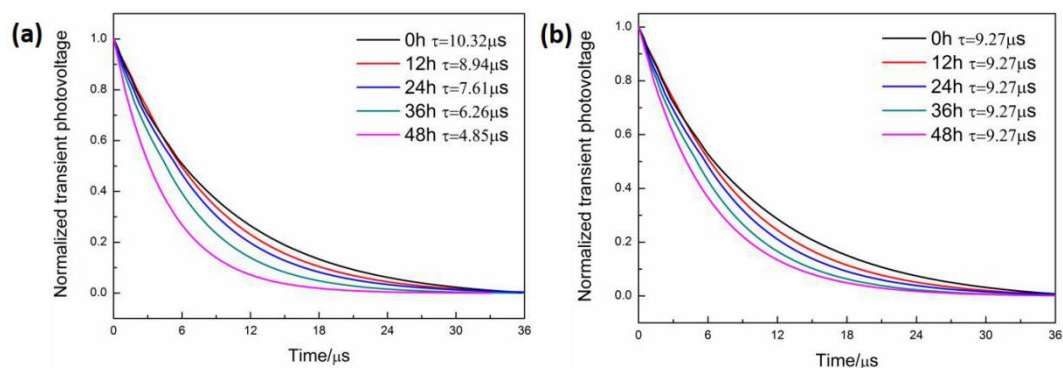 (a)
Normalized transient photovoltage
1.0
0.8
0.6
0.4
0.2
0.0
0h τ=10.32μs
12h τ=8.94μs
24h τ=7.61μs
36h τ=6.26μs
48h τ=4.85μs
0 6 12 18 24 30 36
Time/μs
(b)
Normalized transient photovoltage
1.0
0.8
0.6
0.4
0.2
0.0
0h τ=9.27μs
12h τ=9.27μs
24h τ=9.27μs
36h τ=9.27μs
48h τ=9.27μs
0 6 12 18 24 30 36
Time/μs